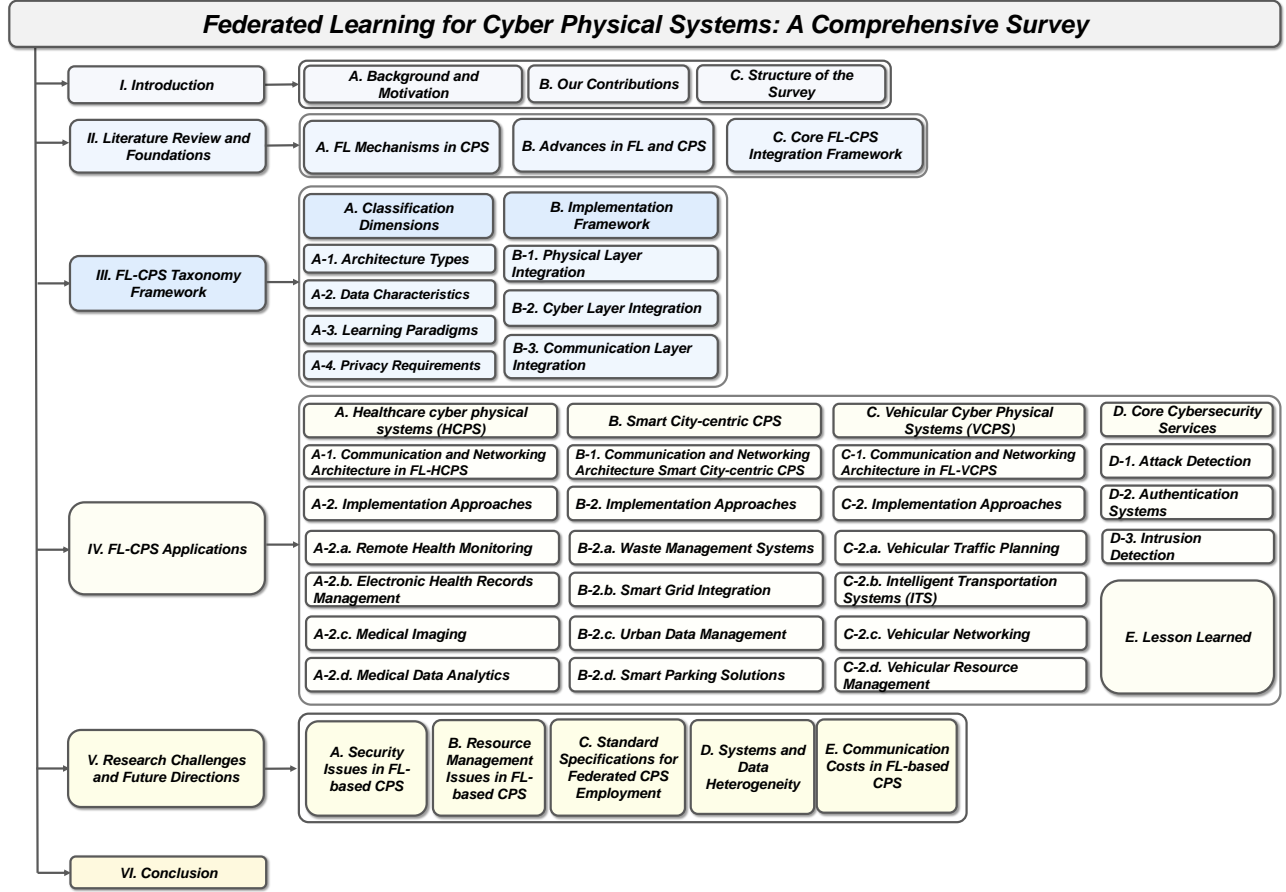 Federated Learning for Cyber Physical Systems: A Comprehensive Survey
I. Introduction
A. Background and
Motivation
B. Our Contributions
C. Structure of the
Survey
II. Literature Review and
Foundations
A. FL Mechanisms in CPS
B. Advances in FL and CPS
C. Core FL-CPS
Integration Framework
III. FL-CPS Taxonomy
Framework
A. Classification
Dimensions
A-1. Architecture Types
A-2. Data Characteristics
A-3. Learning Paradigms
A-4. Privacy Requirements
B. Implementation
Framework
B-1. Physical Layer
Integration
B-2. Cyber Layer Integration
B-3. Communication Layer
Integration
IV. FL-CPS Applications
A. Healthcare cyber physical
systems (HCPS)
A-1. Communication and Networking
Architecture in FL-HCPS
A-2. Implementation Approaches
A-2.a. Remote Health Monitoring
A-2.b. Electronic Health Records
Management
A-2.c. Medical Imaging
A-2.d. Medical Data Analytics
B. Smart City-centric CPS
B-1. Communication and Networking
Architecture Smart City-centric CPS
B-2. Implementation Approaches
B-2.a. Waste Management Systems
B-2.b. Smart Grid Integration
B-2.c. Urban Data Management
B-2.d. Smart Parking Solutions
C. Vehicular Cyber Physical
Systems (VCPS)
C-1. Communication and Networking
Architecture in FL-VCPS
C-2. Implementation Approaches
C-2.a. Vehicular Traffic Planning
C-2.b. Intelligent Transportation
Systems (ITS)
C-2.c. Vehicular Networking
C-2.d. Vehicular Resource
Management
D. Core Cybersecurity
Services
D-1. Attack Detection
D-2. Authentication
Systems
D-3. Intrusion
Detection
E. Lesson Learned
V. Research Challenges
and Future Directions
A. Security
Issues in FL-
based CPS
B. Resource
Management
Issues in FL-
based CPS
C. Standard
Specifications for
Federated CPS
Employment
D. Systems and
Data
Heterogeneity
E. Communication
Costs in FL-based
CPS
VI. Conclusion